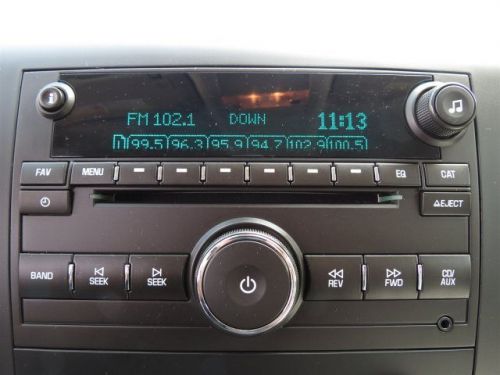 FM 102.1 DOWN 11:13
99.5 96.3 95.9 94.7 102.9 100.5
FAV MENU EQ CAT
EJECT
BAND SEEK SEEK REV FWD CD/
AUX